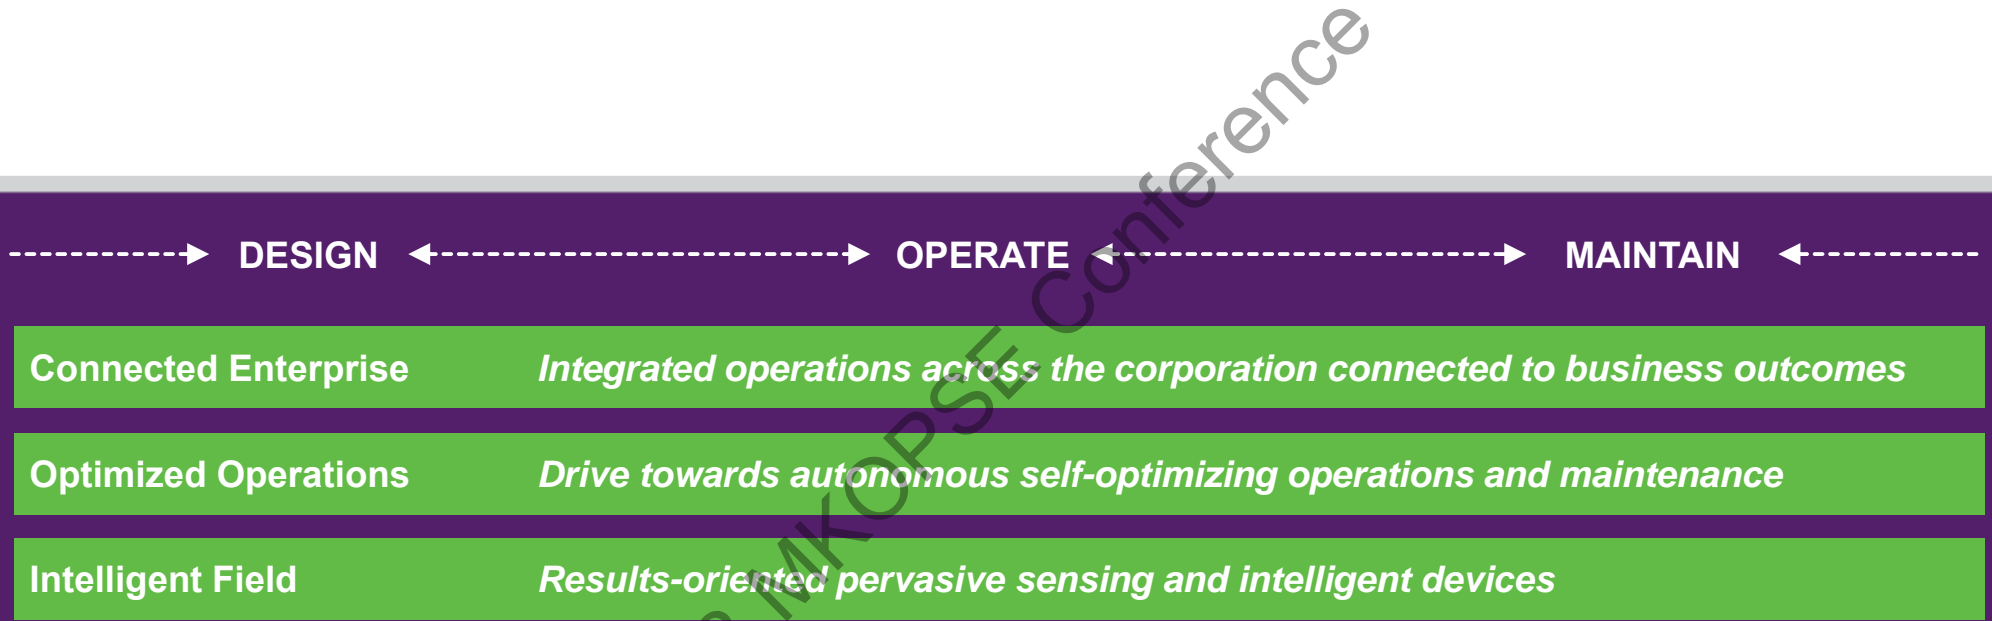 DESIGN OPERATE MAINTAIN
Connected Enterprise Integrated operations across the corporation connected to business outcomes
Optimized Operations Drive towards autonomous self-optimizing operations and maintenance
Intelligent Field Results-oriented pervasive sensing and intelligent devices
MKOPSE Conference